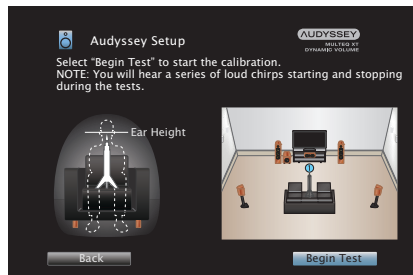 Audyssey Setup
AUDYSSEY
MULTEQ XT
DYNAMIC VOLUME
Select “Begin Test” to start the calibration.
NOTE: You will hear a series of loud chirps starting and stopping
during the tests.
Ear Height
Back
Begin Test